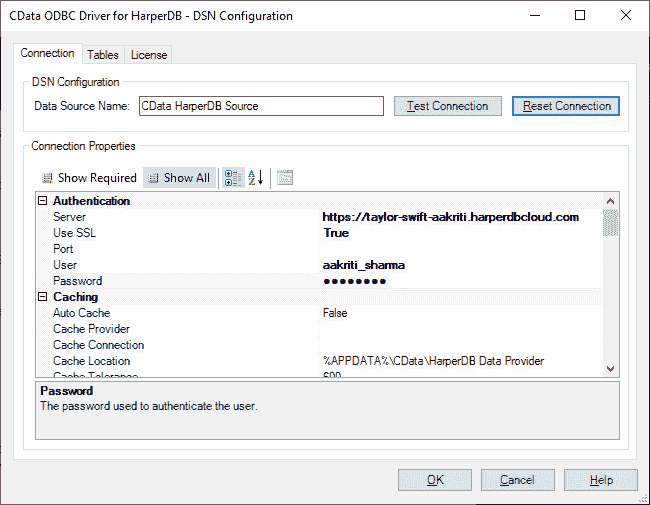 CData ODBC Driver for HarperDB - DSN Configuration
Connection Tables License
DSN Configuration
Data Source Name: CData HarperDB Source Test Connection Reset Connection
Connection Properties
Show Required Show All
Authentication
Server https://taylor-swift-aakriti.harperdbcloud.com
Use SSL True
Port
User aakriti_sharma
Password ●●●●●●●●
Caching
Auto Cache False
Cache Provider
Cache Connection
Cache Location %APPDATA%\CData\HarperDB Data Provider
Cache Tolerance 600
Password
The password used to authenticate the user.
OK Cancel Help